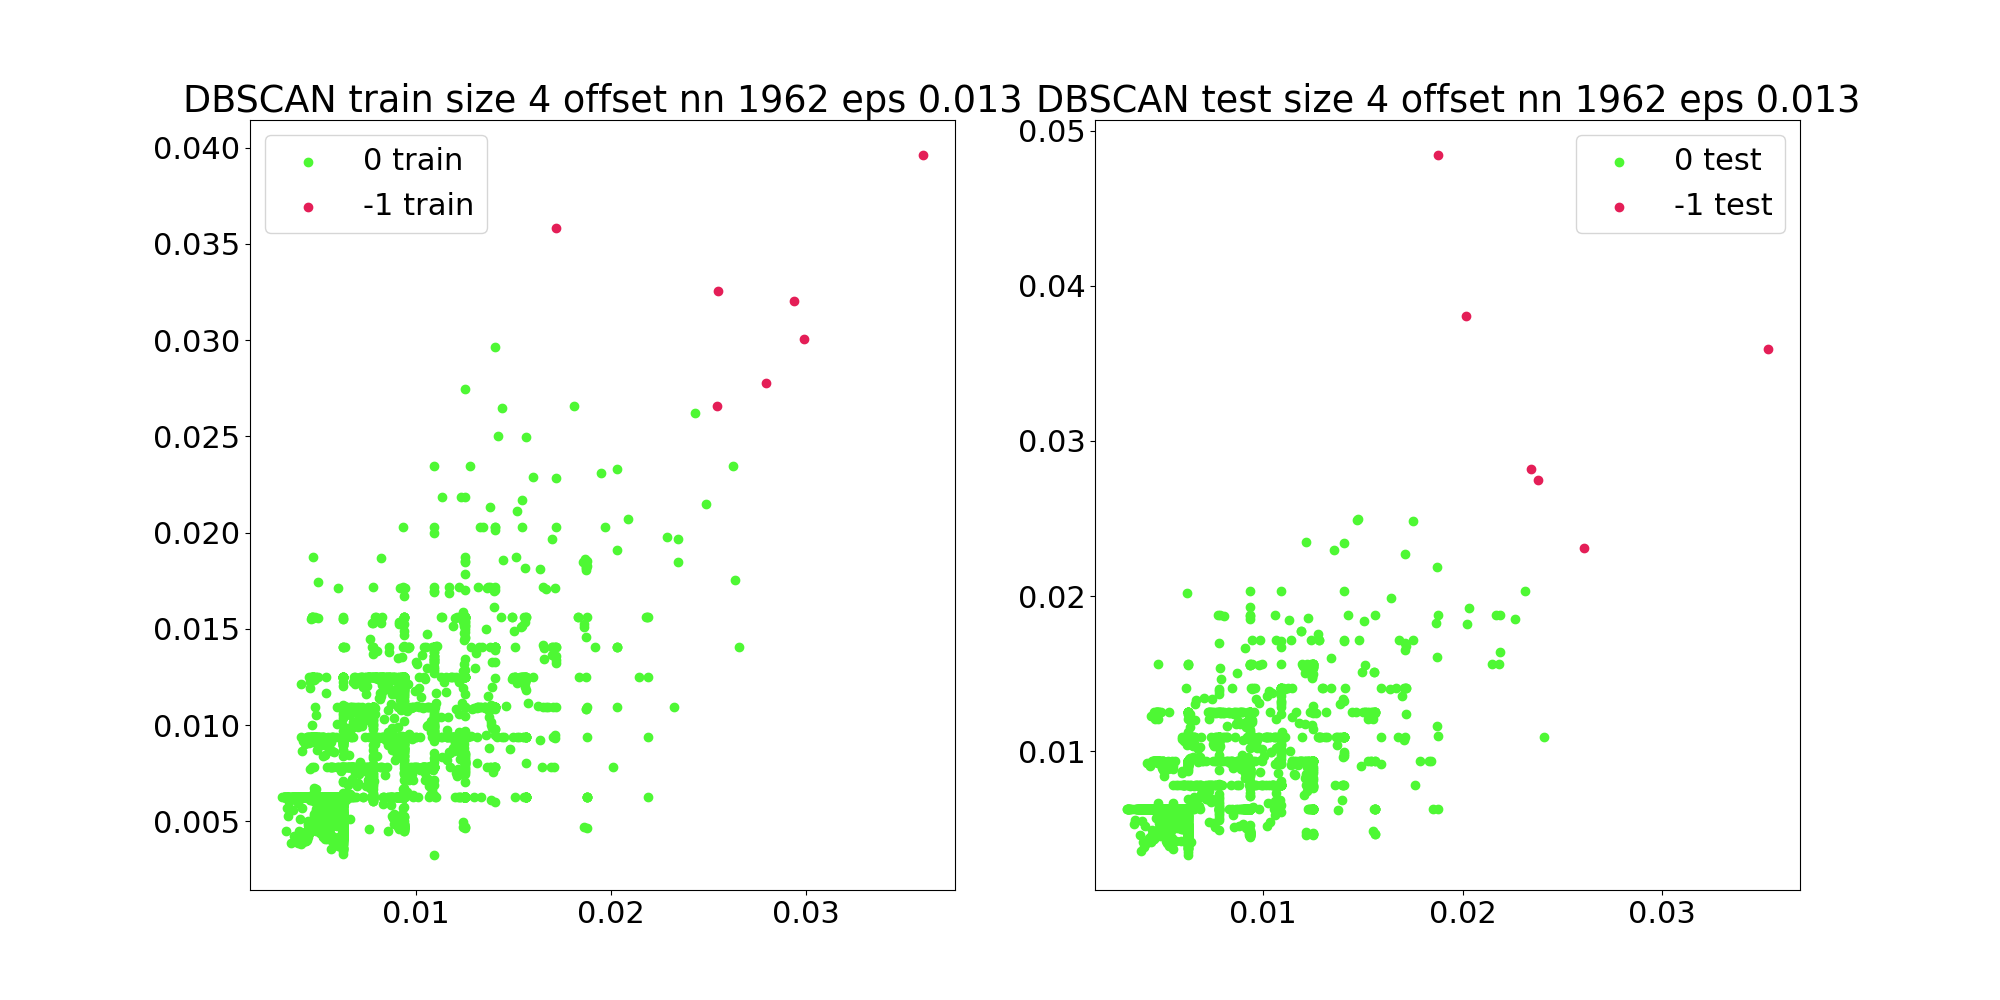 DBSCAN train size 4 offset nn 1962 eps 0.013
0 train
-1 train
0.040
0.035
0.030
0.025
0.020
0.015
0.010
0.005
0.01 0.02 0.03
DBSCAN test size 4 offset nn 1962 eps 0.013
0 test
-1 test
0.05
0.04
0.03
0.02
0.01
0.01 0.02 0.03